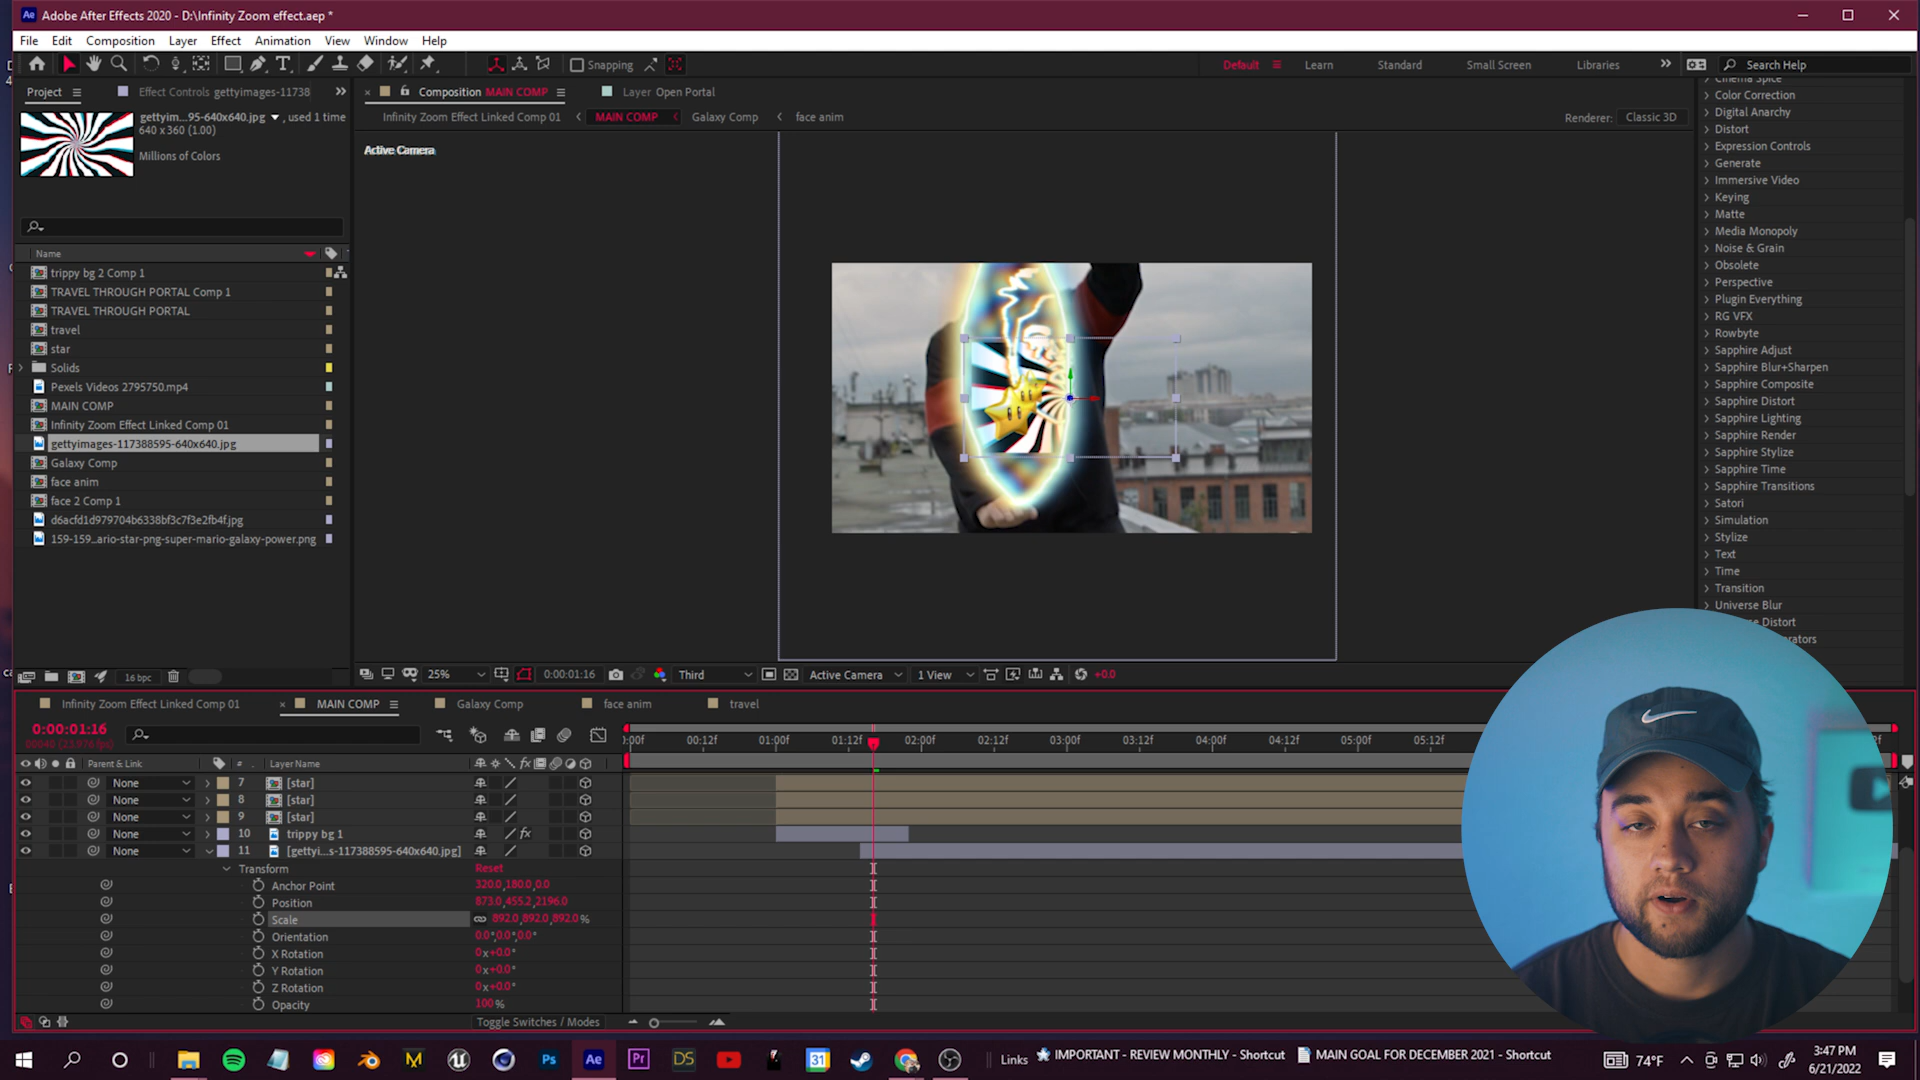 Adobe After Effects 2020 - D:\Infinity Zoom effect.aep *
File Edit Composition Layer Effect Animation View Window Help
Snapping
Default Learn Standard Small Screen Libraries Search Help
Project Effect Controls gettyimages-11738
Composition MAIN COMP Layer Open Portal
Infinity Zoom Effect Linked Comp 01 MAIN COMP Galaxy Comp face anim
Renderer: Classic 3D
gettyim...95-640x640.jpg , used 1 time
640 x 360 (1.00)
Millions of Colors
Active Camera
Name
trippy bg 2 Comp 1
TRAVEL THROUGH PORTAL Comp 1
TRAVEL THROUGH PORTAL
travel
star
Solids
Pexels Videos 2795750.mp4
MAIN COMP
Infinity Zoom Effect Linked Comp 01
gettyimages-117388595-640x640.jpg
Galaxy Comp
face anim
face 2 Comp 1
d6acfd1d979704b6338bf3c7f3e2fb4f.jpg
159-159...ario-star-png-super-mario-galaxy-power.png
Cinema Spice
Color Correction
Digital Anarchy
Distort
Expression Controls
Generate
Immersive Video
Keying
Matte
Media Monopoly
Noise & Grain
Obsolete
Perspective
Plugin Everything
RG VFX
Rowbyte
Sapphire Adjust
Sapphire Blur+Sharpen
Sapphire Composite
Sapphire Distort
Sapphire Lighting
Sapphire Render
Sapphire Stylize
Sapphire Time
Sapphire Transitions
Satori
Simulation
Stylize
Text
Time
Transition
Universe Blur
Distort
16 bpc
25% 0:00:01:16 Third Active Camera 1 View +0.0
Infinity Zoom Effect Linked Comp 01 MAIN COMP Galaxy Comp face anim travel
0:00:01:16
00040 (23.976 fps)
:00f 00:12f 01:00f 01:12f 02:00f 02:12f 03:00f 03:12f 04:00f 04:12f 05:00f 05:12f
Parent & Link # Layer Name
None 7 [star]
None 8 [star]
None 9 [star]
None 10 trippy bg 1
None 11 [gettyi...s-117388595-640x640.jpg]
Transform Reset
Anchor Point 320.0,180.0,0.0
Position 873.0,455.2,2196.0
Scale 892.0,892.0,892.0%
Orientation 0.0°,0.0°,0.0°
X Rotation 0x+0.0°
Y Rotation 0x+0.0°
Z Rotation 0x+0.0°
Opacity 100%
Toggle Switches / Modes
Links IMPORTANT - REVIEW MONTHLY - Shortcut MAIN GOAL FOR DECEMBER 2021 - Shortcut
74°F
3:47 PM
6/21/2022